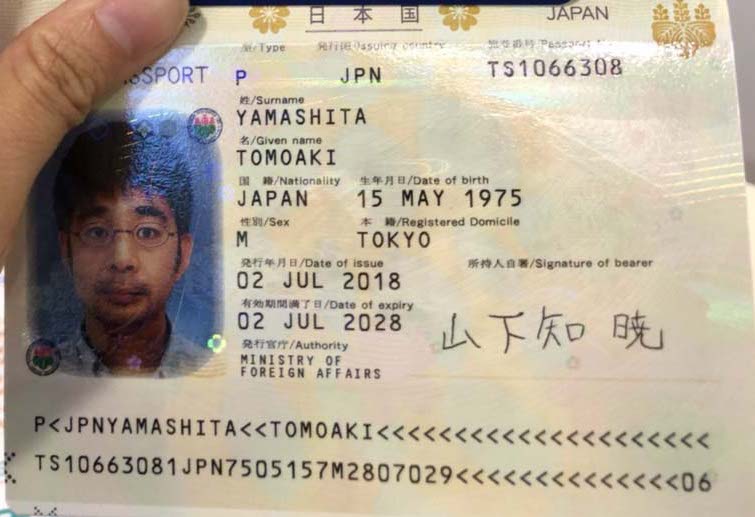 日本国 JAPAN
型/Type 発行国/Issuing country 旅券番号/Passport
PASSPORT P JPN TS1066308
姓/Surname
YAMASHITA
名/Given name
TOMOAKI
国 籍/Nationality 生年月日/Date of birth
JAPAN 15 MAY 1975
性別/Sex 本 籍/Registered Domicile
M TOKYO
発行年月日/Date of issue 所持人自署/Signature of bearer
02 JUL 2018
有効期間満了日/Date of expiry
02 JUL 2028
山下知暁
発行官庁/Authority
MINISTRY OF
FOREIGN AFFAIRS
P<JPNYAMASHITA<<TOMOAKI<<<<<<<<<<<<<<<<<<<<<
TS10663081JPN7505157M2807029<<<<<<<<<<<<<<06